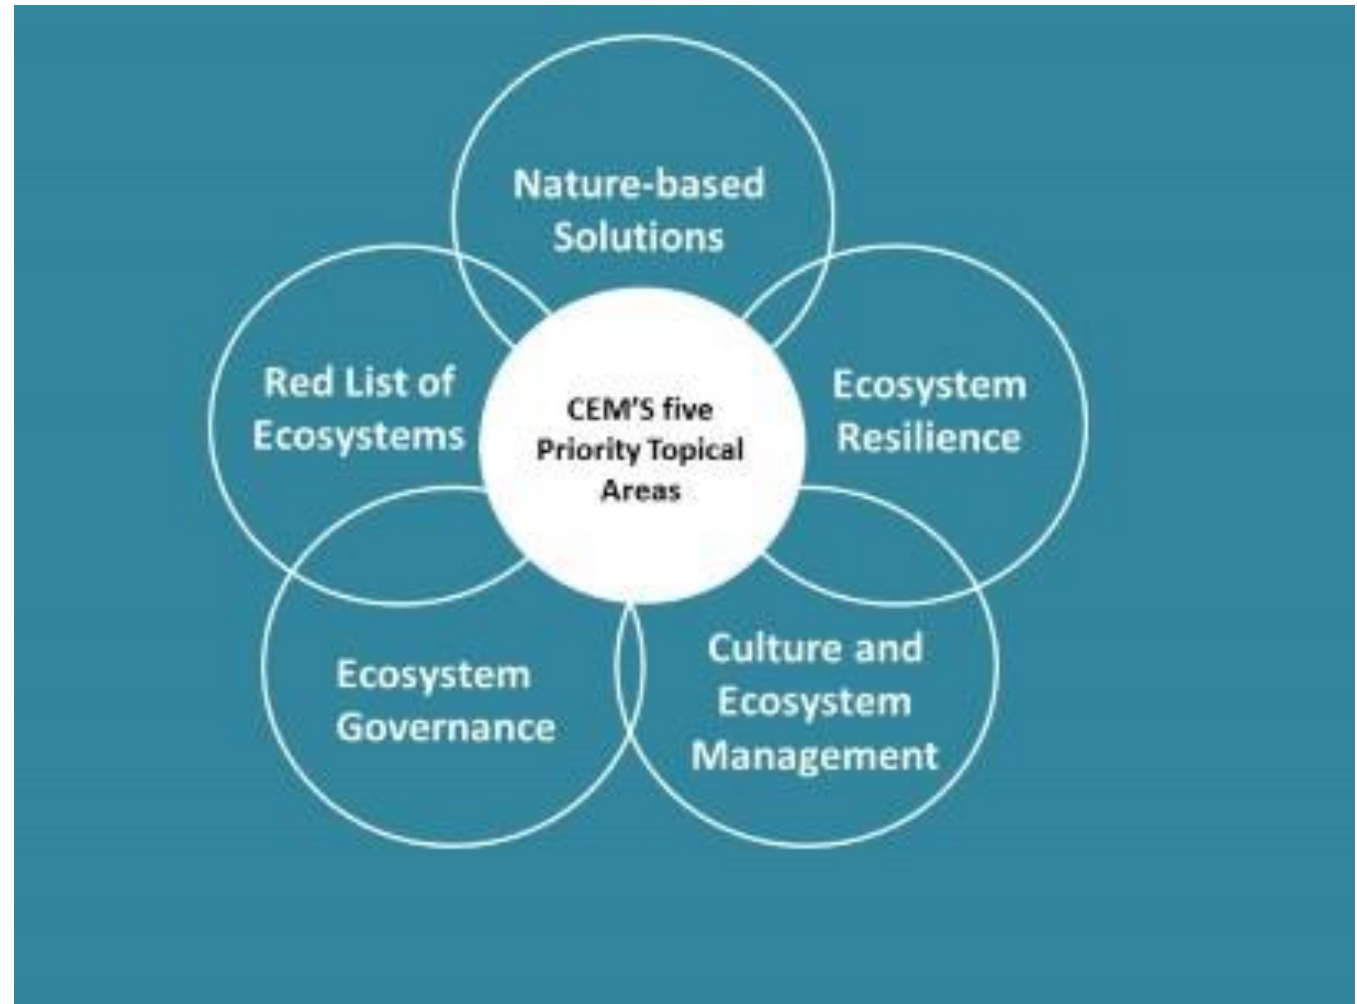 Nature-based
Solutions
Red List of
Ecosystems
CEM'S five
Priority Topical
Areas
Ecosystem
Resilience
Ecosystem
Governance
Culture and
Ecosystem
Management